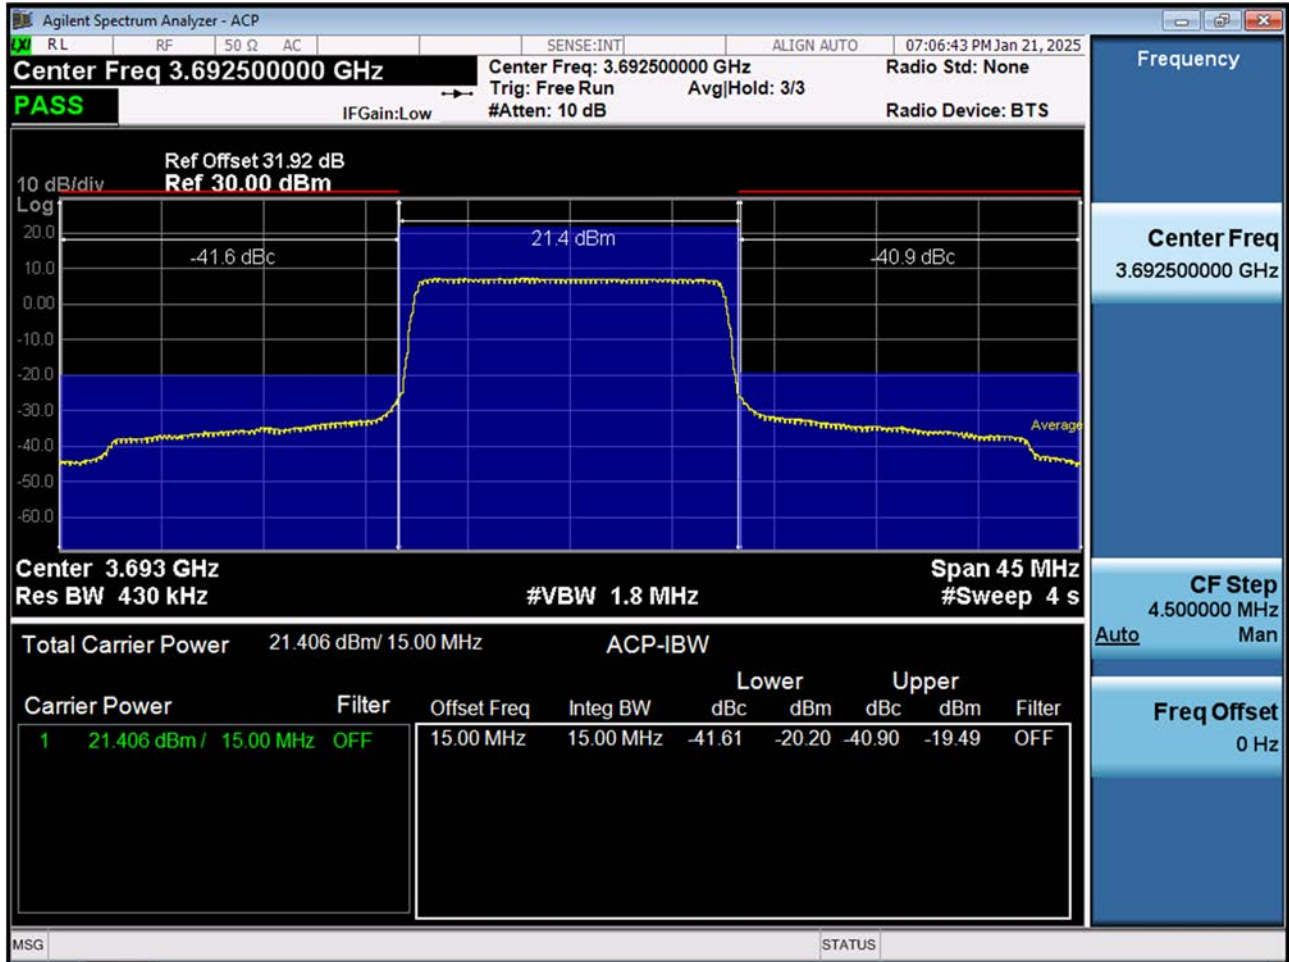 Agilent Spectrum Analyzer - ACP
LXI RL RF 50 Ω AC SENSE:INT ALIGN AUTO 07:06:43 PM Jan 21, 2025
Center Freq 3.692500000 GHz
Center Freq: 3.692500000 GHz
Radio Std: None
Trig: Free Run
Avg|Hold: 3/3
PASS
IFGain:Low
#Atten: 10 dB
Radio Device: BTS
Ref Offset 31.92 dB
10 dB/div Ref 30.00 dBm
Log
20.0
10.0
0.00
-10.0
-20.0
-30.0
-40.0
-50.0
-60.0
-41.6 dBc
21.4 dBm
-40.9 dBc
Average
Center 3.693 GHz
Span 45 MHz
Res BW 430 kHz
#VBW 1.8 MHz
#Sweep 4 s
Total Carrier Power 21.406 dBm/ 15.00 MHz
ACP-IBW
Lower Upper
Carrier Power Filter
Offset Freq Integ BW dBc dBm dBc dBm Filter
1 21.406 dBm / 15.00 MHz OFF
15.00 MHz 15.00 MHz -41.61 -20.20 -40.90 -19.49 OFF
MSG
STATUS
Frequency
Center Freq
3.692500000 GHz
CF Step
4.500000 MHz
Auto Man
Freq Offset
0 Hz